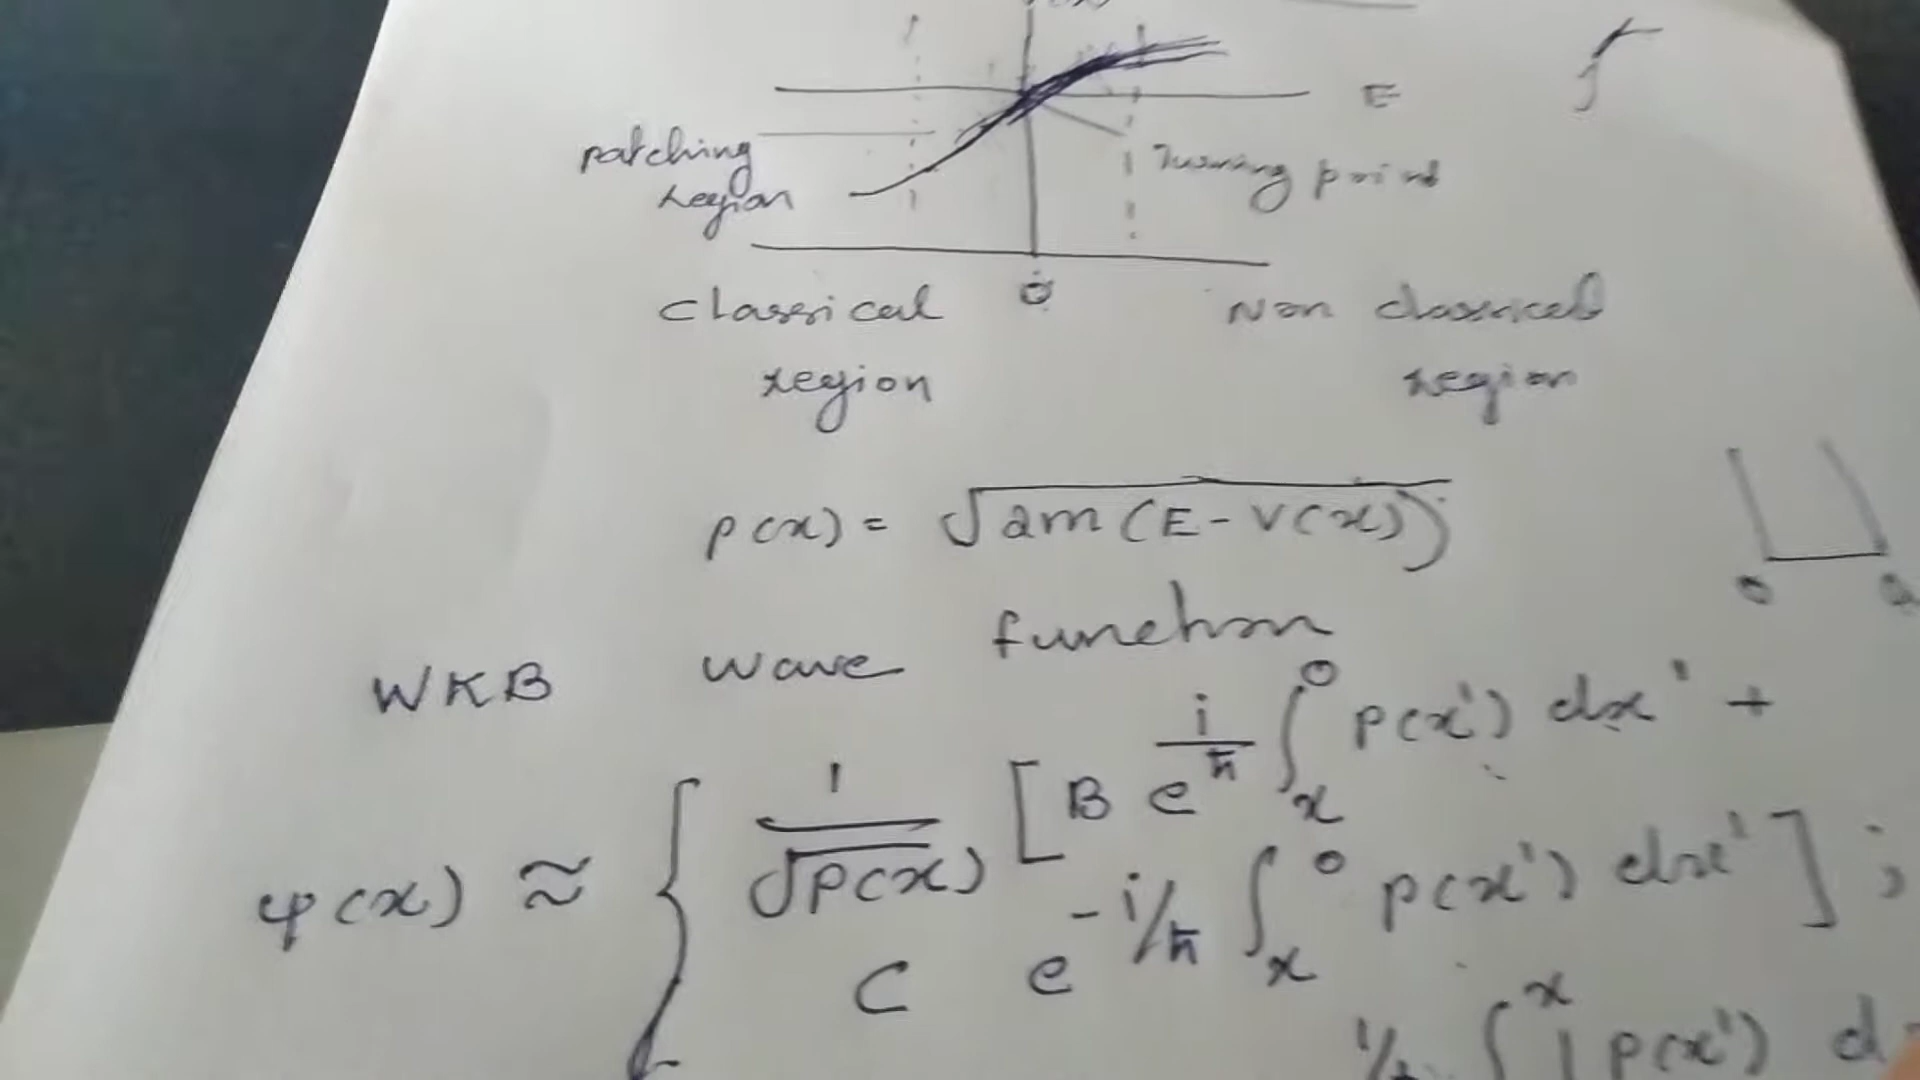 E
patching
region
Turning point
0
classical
region
Non classical
region
p(x) = √2m(E-V(x))
0
WKB wave function
ψ(x) ≈ { 1/√p(x) [B e^{i/ħ ∫_x^0 p(x') dx'} +
C e^{-i/ħ ∫_x^0 p(x') dx'}] ;
∫^x |p(x')